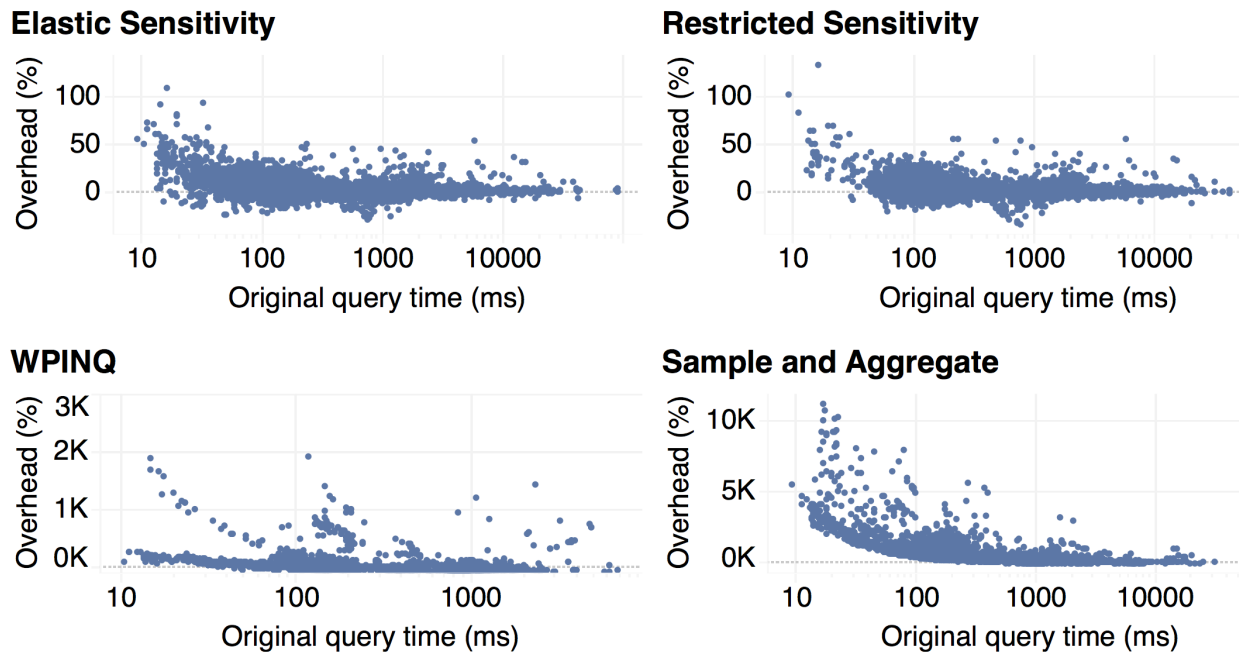 Elastic Sensitivity
Overhead (%)
100
50
0
10 100 1000 10000
Original query time (ms)
Restricted Sensitivity
Overhead (%)
100
50
0
10 100 1000 10000
Original query time (ms)
WPINQ
Overhead (%)
3K
2K
1K
0K
10 100 1000
Original query time (ms)
Sample and Aggregate
Overhead (%)
10K
5K
0K
10 100 1000 10000
Original query time (ms)